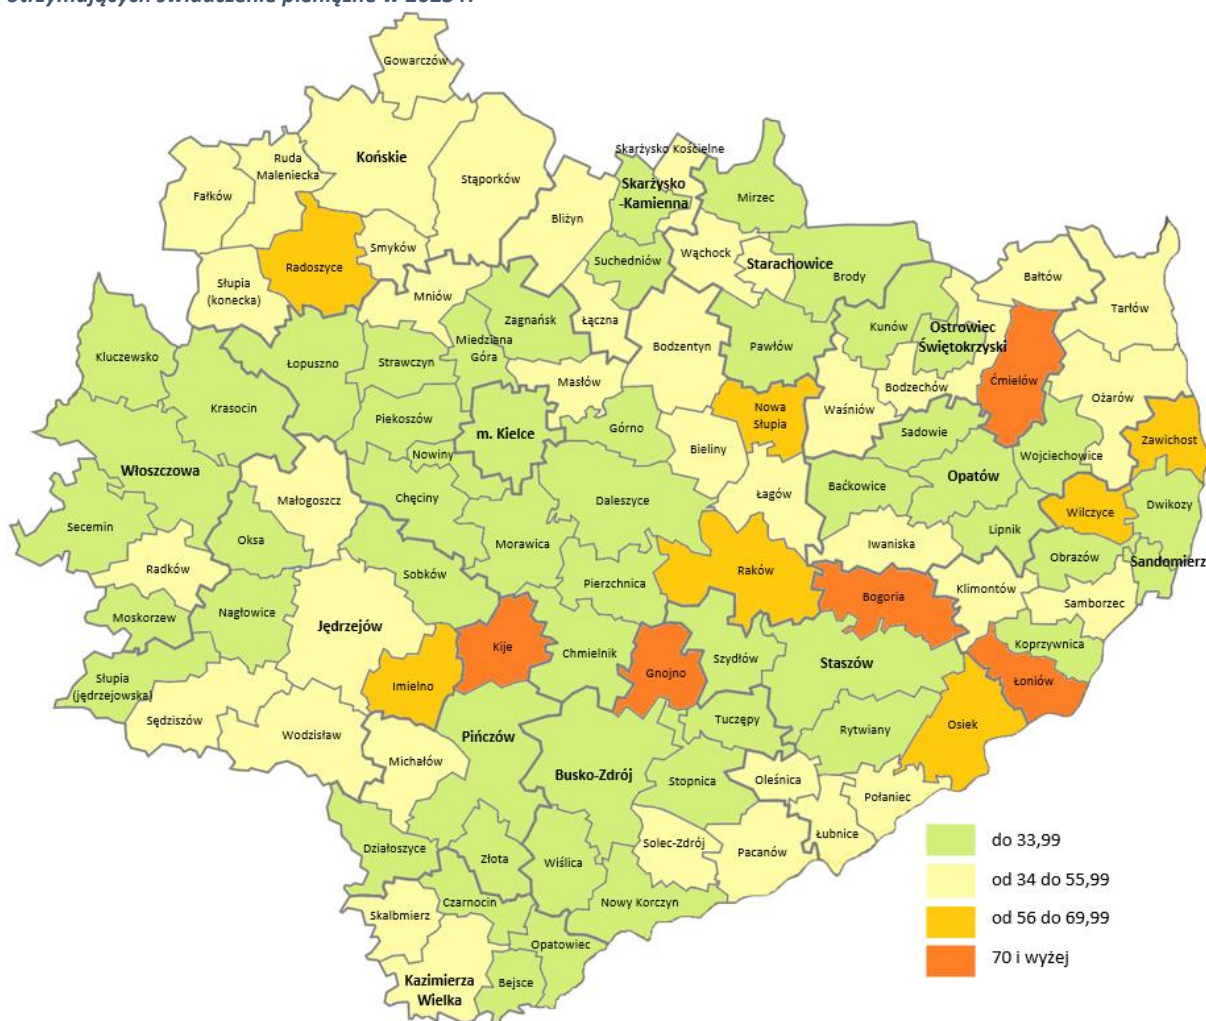 otrzymujących świadczenie pieniężne w 2023 r.
Gowarczów
Końskie
Ruda
Maleniecka
Fałków
Stąporków
Skarżysko Kościelne
Skarżysko
-Kamienna
Mirzec
Bliżyn
Smyków
Radoszyce
Słupia
(konecka)
Suchedniów
Wąchock
Starachowice
Brody
Bałtów
Tarłów
Mniów
Zagnańsk
Łączna
Kluczewsko
Łopuszno
Strawczyn
Miedziana
Góra
Bodzentyn
Pawłów
Kunów
Ostrowiec
Świętokrzyski
Ćmielów
Masłów
Bodzechów
Ożarów
Krasocin
Piekoszów
m. Kielce
Górno
Nowa
Słupia
Waśniów
Sadowie
Zawichost
Nowiny
Bieliny
Wojciechowice
Włoszczowa
Małogoszcz
Chęciny
Daleszyce
Łagów
Baćkowice
Opatów
Dwikozy
Wilczyce
Secemin
Oksa
Morawica
Lipnik
Iwaniska
Obrazów
Sandomierz
Radków
Sobków
Pierzchnica
Raków
Klimontów
Bogoria
Samborzec
Moskorzew
Nagłowice
Jędrzejów
Kije
Chmielnik
Gnojno
Szydłów
Staszów
Koprzywnica
Łoniów
Słupia
(jędrzejowska)
Imielno
Sędziszów
Wodzisław
Pińczów
Tuczępy
Rytwiany
Osiek
Michałów
Busko-Zdrój
Stopnica
Oleśnica
Połaniec
Łubnice
Działoszyce
Złota
Wiślica
Solec-Zdrój
Pacanów
Skalbmierz
Czarnocin
Nowy Korczyn
Opatowiec
Kazimierza
Wielka
Bejsce
do 33,99
od 34 do 55,99
od 56 do 69,99
70 i wyżej